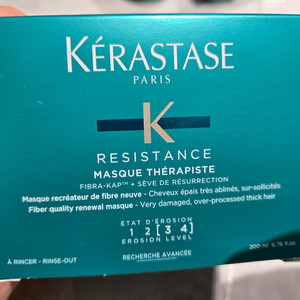 KÉRASTASE
PARIS
K
RESISTANCE
MASQUE THÉRAPISTE
FIBRA-KAP™ + SÈVE DE RÉSURRECTION
Masque recréateur de fibre neuve - Cheveux épais très abîmés, sur-sollicités
Fiber quality renewal masque - Very damaged, over-processed thick hair
ÉTAT D'ÉROSION
1 2 [3 4]
EROSION LEVEL
À RINCER - RINSE-OUT
RECHERCHE AVANCÉE
200 ml 6.76 fl oz